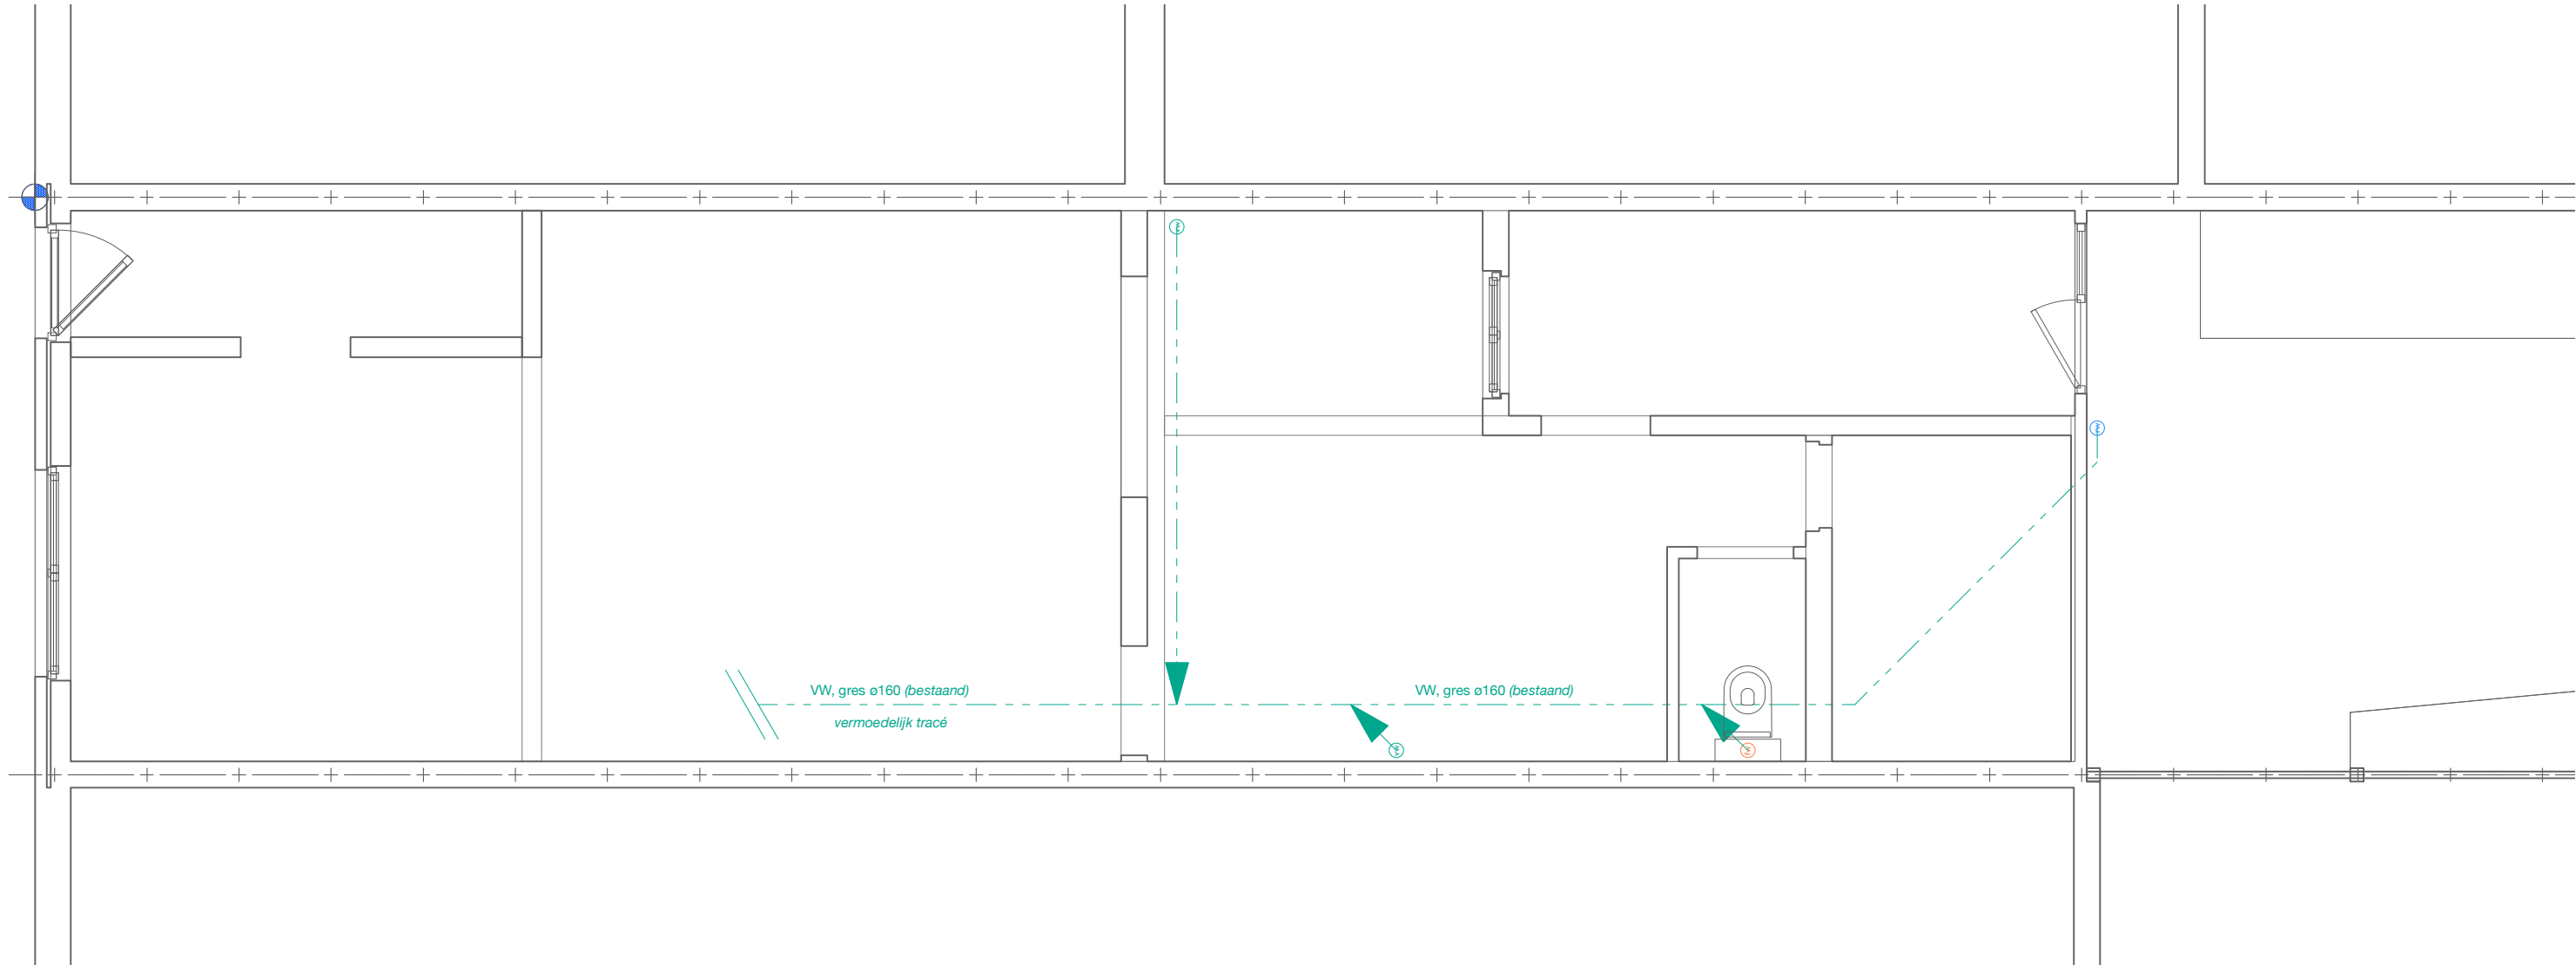 VW, gres ø160 (bestaand)
vermoedelijk tracé
VW, gres ø160 (bestaand)